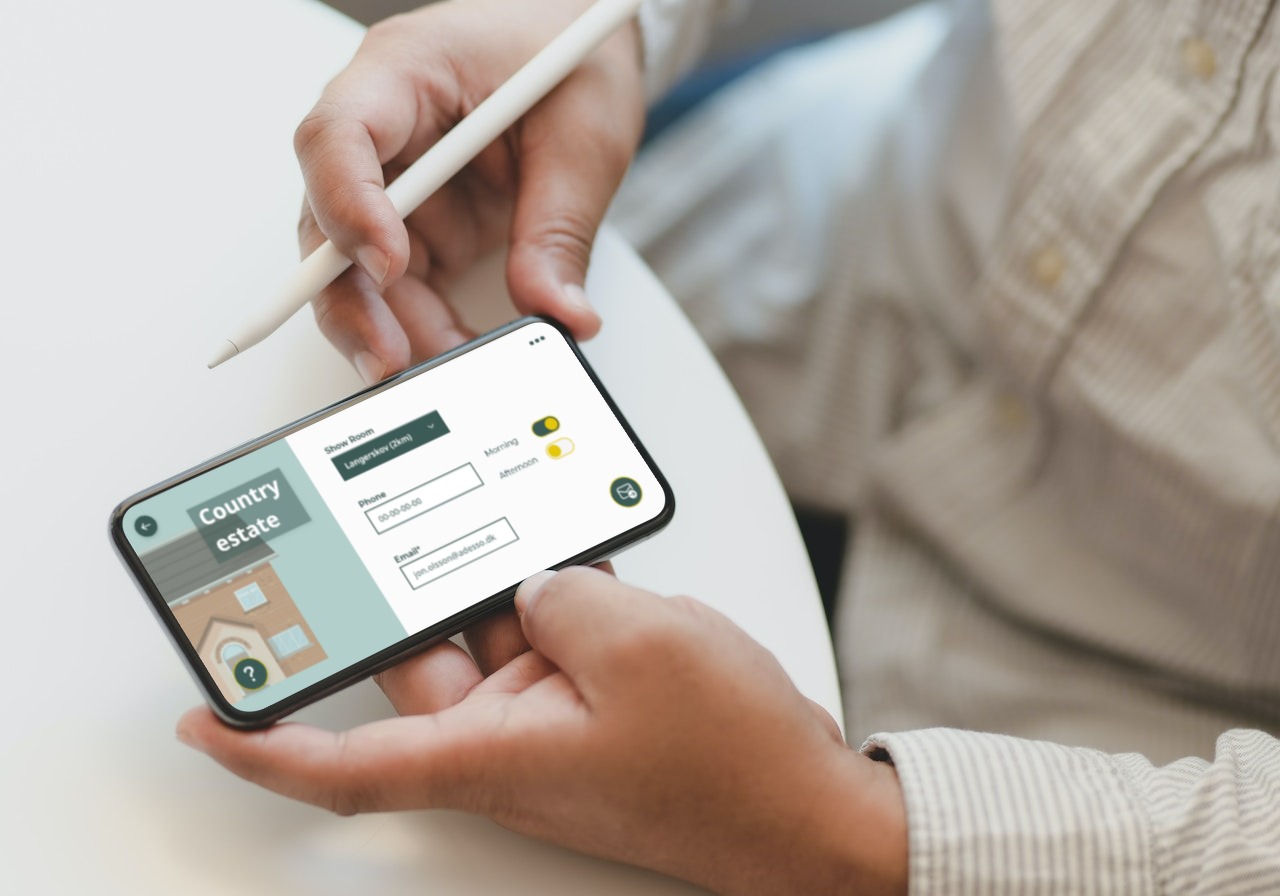 Country
estate
?
Show Room
Langerskov (2km)
Phone
00-00-00-00
Email*
jon.olsson@adesso.dk
Morning
Afternoon